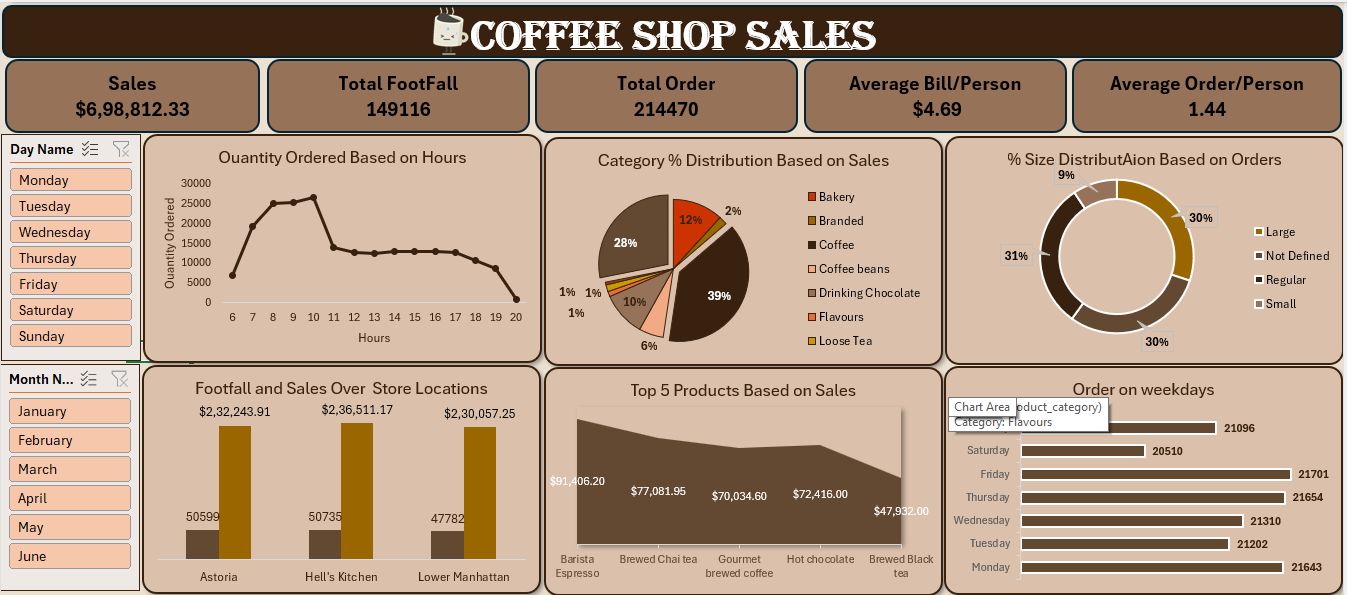 COFFEE SHOP SALES
Sales
$6,98,812.33
Total FootFall
149116
Total Order
214470
Average Bill/Person
$4.69
Average Order/Person
1.44
Day Name
Monday
Tuesday
Wednesday
Thursday
Friday
Saturday
Sunday
Quantity Ordered Based on Hours
Quantity Ordered
30000
25000
20000
15000
10000
5000
0
6 7 8 9 10 11 12 13 14 15 16 17 18 19 20
Hours
Category % Distribution Based on Sales
12%
2%
28%
39%
10%
1%
1%
1%
6%
Bakery
Branded
Coffee
Coffee beans
Drinking Chocolate
Flavours
Loose Tea
% Size DistributAion Based on Orders
9%
30%
31%
30%
Large
Not Defined
Regular
Small
Month N...
January
February
March
April
May
June
Footfall and Sales Over Store Locations
$2,32,243.91
$2,36,511.17
$2,30,057.25
50599
50735
47782
Astoria
Hell's Kitchen
Lower Manhattan
Top 5 Products Based on Sales
$91,406.20
$77,081.95
$70,034.60
$72,416.00
$47,932.00
Barista
Espresso
Brewed Chai tea
Gourmet
brewed coffee
Hot chocolate
Brewed Black
tea
Order on weekdays
Chart Area
oduct_category)
Category: Flavours
21096
Saturday 20510
Friday 21701
Thursday 21654
Wednesday 21310
Tuesday 21202
Monday 21643